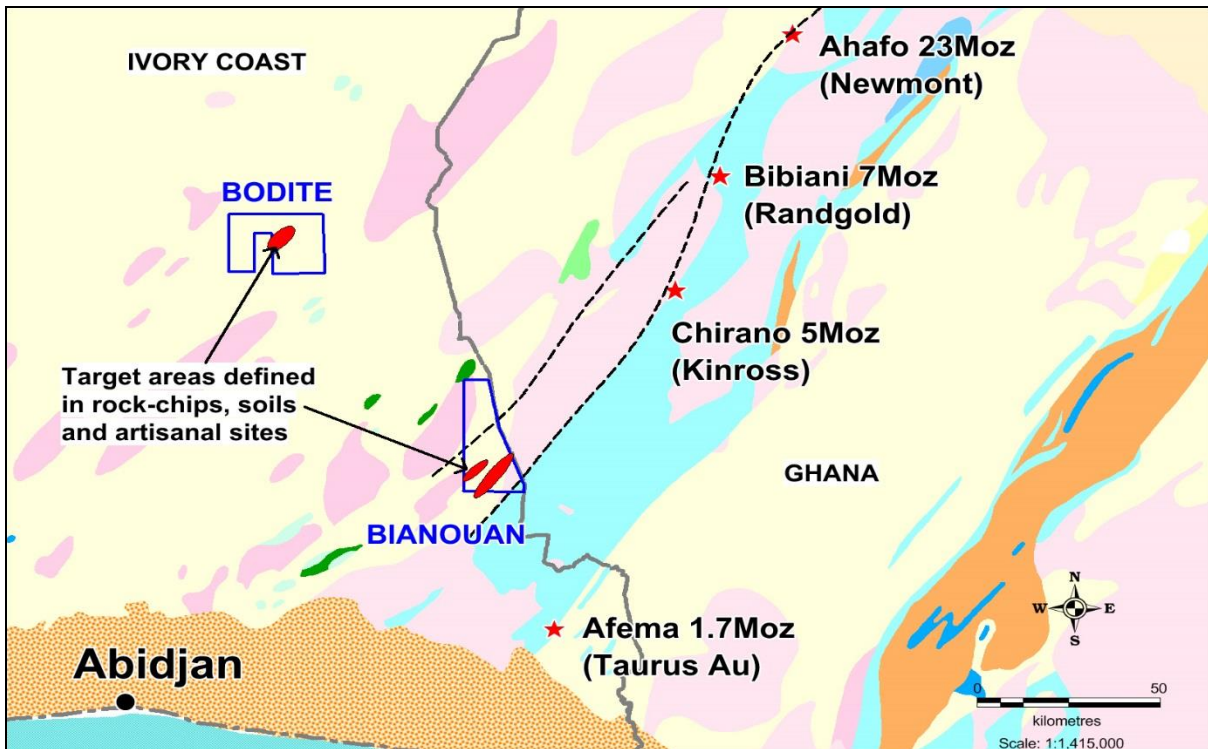 IVORY COAST
Ahafo 23Moz
(Newmont)
BODITE
Bibiani 7Moz
(Randgold)
Chirano 5Moz
(Kinross)
Target areas defined
in rock-chips, soils
and artisanal sites
GHANA
BIANOUAN
N
W E
S
Afema 1.7Moz
(Taurus Au)
Abidjan
0 50
kilometres
Scale: 1:1,415,000